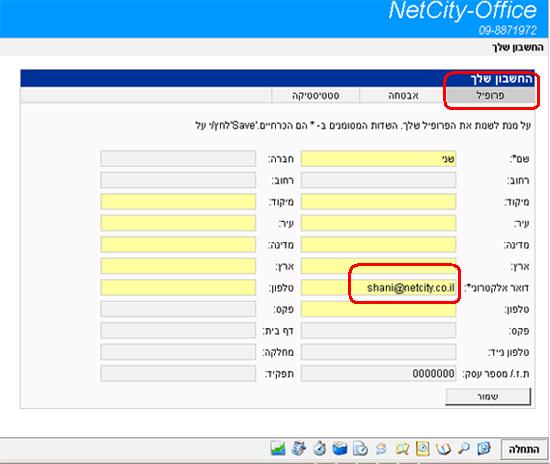 NetCity-Office
09-8871972
החשבון שלך
החשבון שלך
פרופיל אבטחה סטטיסטיקה
על מנת לשנות את הפרופיל שלך. השדות המסומנים ב- * הם הכרחיים.'Save'לחץ/י על
שם*: שני חברה:
רחוב: רחוב:
מיקוד: מיקוד:
עיר: עיר:
מדינה: מדינה:
ארץ: ארץ:
דואר אלקטרוני*: shani@netcity.co.il טלפון:
טלפון: פקס:
פקס: דף בית:
טלפון נייד: מחלקה:
ת.ז./ מספר עסק: 0000000 תפקיד:
שמור
התחלה